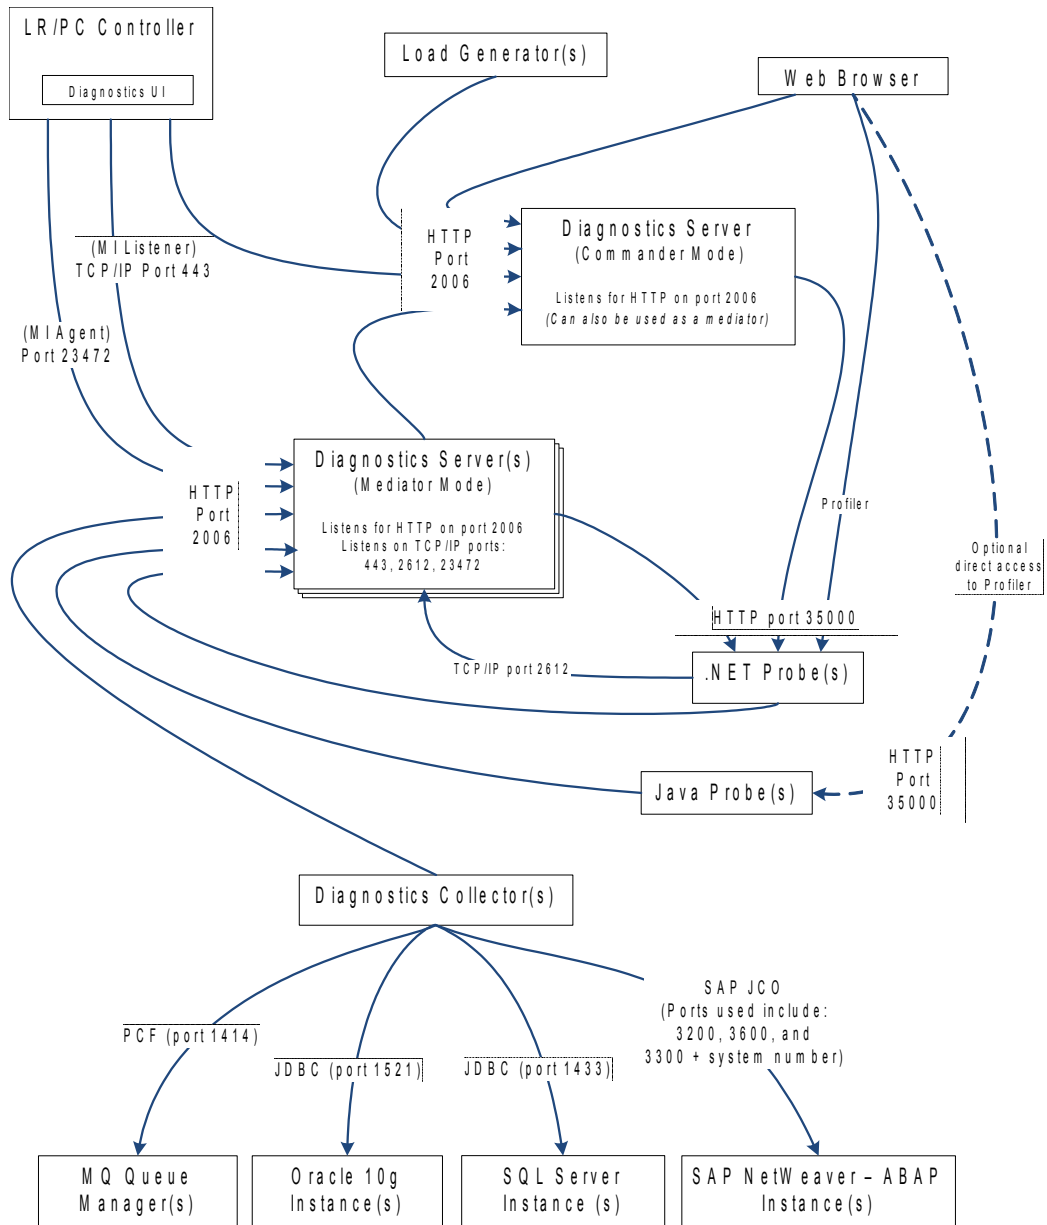 LR/PC Controller
Diagnostics UI
Load Generator(s)
Web Browser
(MI Listener)
TCP/IP Port 443
(MI Agent)
Port 23472
HTTP
Port
2006
Diagnostics Server
(Commander Mode)
Listens for HTTP on port 2006
(Can also be used as a mediator)
HTTP
Port
2006
Diagnostics Server(s)
(Mediator Mode)
Listens for HTTP on port 2006
Listens on TCP/IP ports:
443, 2612, 23472
Profiler
Optional
direct access
to Profiler
HTTP port 35000
TCP/IP port 2612
.NET Probe(s)
HTTP
Port
35000
Java Probe(s)
Diagnostics Collector(s)
PCF (port 1414)
JDBC (port 1521)
JDBC (port 1433)
SAP JCO
(Ports used include:
3200, 3600, and
3300 + system number)
MQ Queue
Manager(s)
Oracle 10g
Instance(s)
SQL Server
Instance (s)
SAP NetWeaver – ABAP
Instance(s)